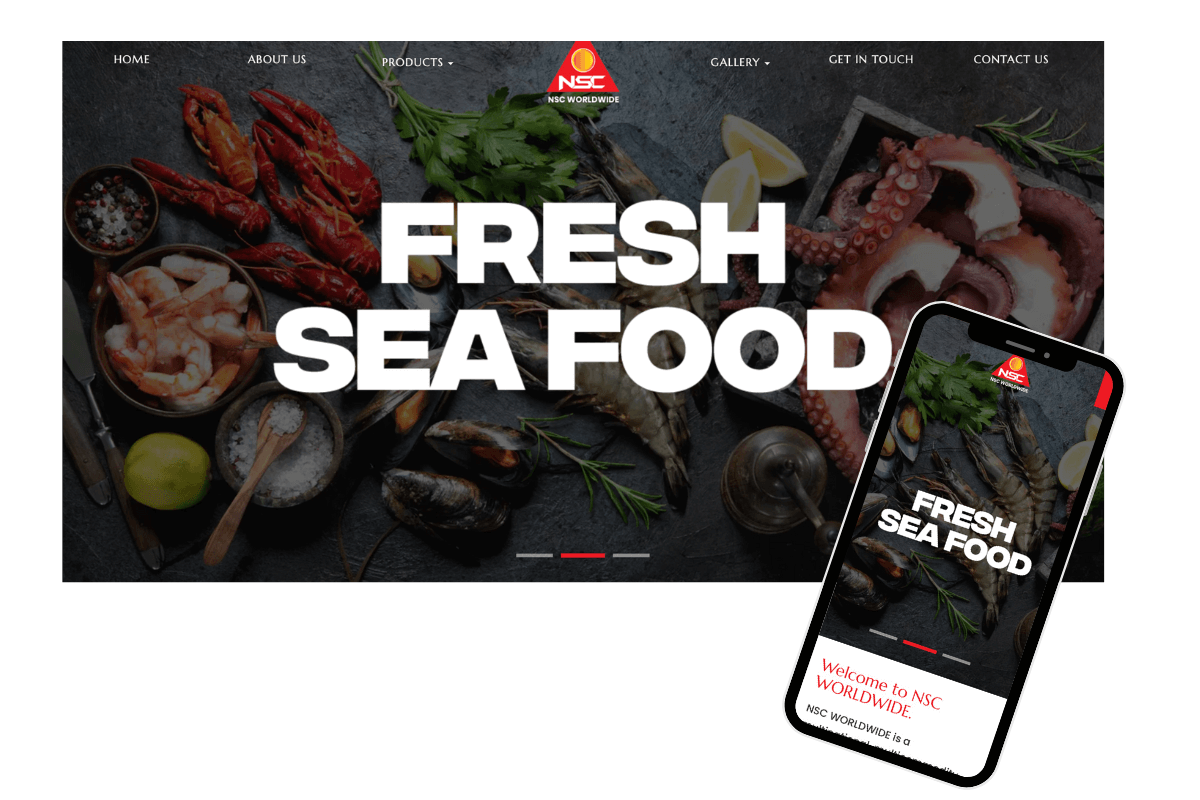 HOME
ABOUT US
PRODUCTS
NSC
NSC WORLDWIDE
GALLERY
GET IN TOUCH
CONTACT US
FRESH
SEA FOOD
NSC
NSC WORLDWIDE
FRESH
SEA FOOD
Welcome to NSC
WORLDWIDE.
NSC WORLDWIDE is a